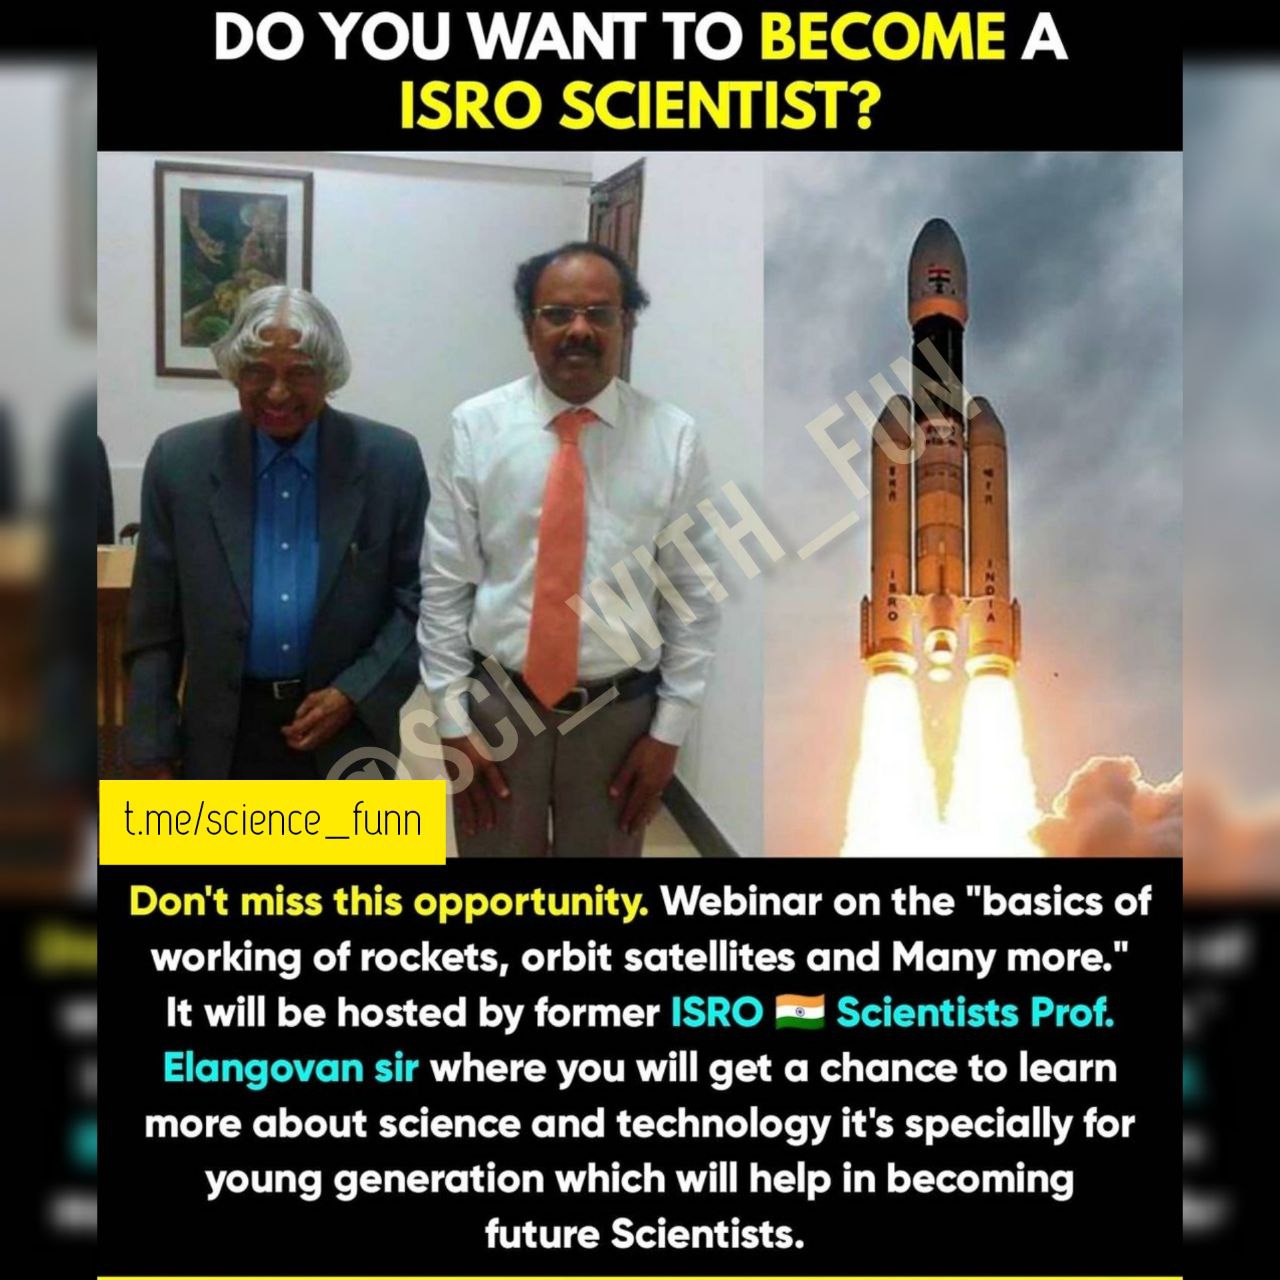 DO YOU WANT TO BECOME A
ISRO SCIENTIST?
ISRO
INDIA
@SCI_WITH_FUN
t.me/science_funn
Don't miss this opportunity. Webinar on the "basics of
working of rockets, orbit satellites and Many more."
It will be hosted by former ISRO 🇮🇳 Scientists Prof.
Elangovan sir where you will get a chance to learn
more about science and technology it's specially for
young generation which will help in becoming
future Scientists.